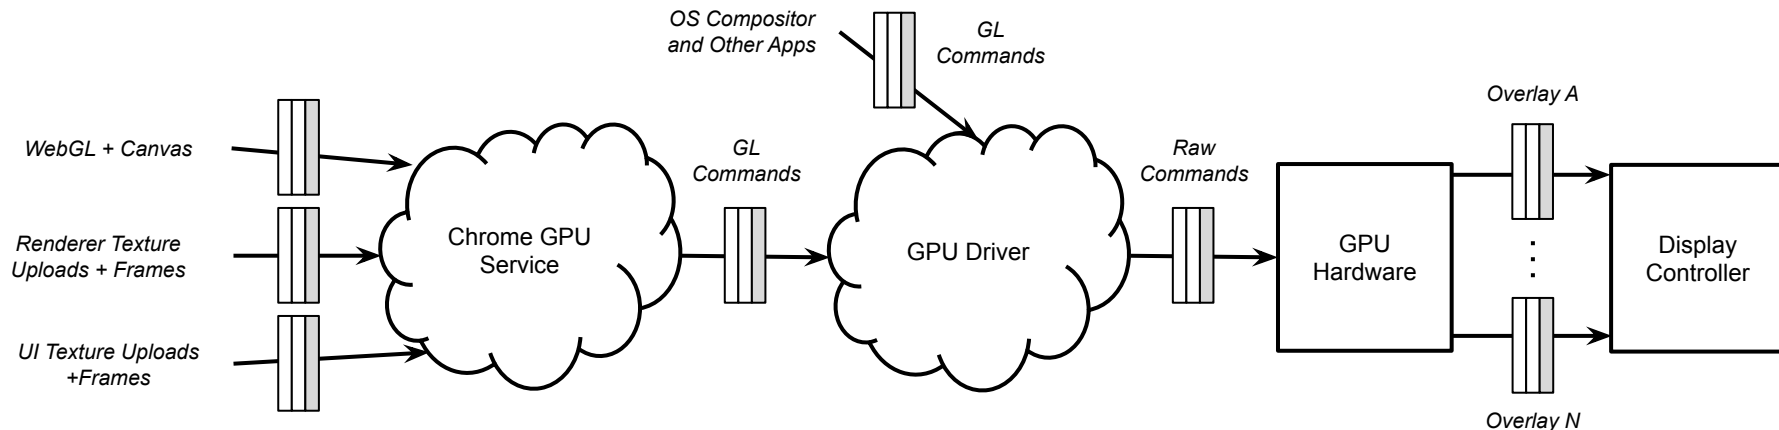 OS Compositor
and Other Apps
GL
Commands
WebGL + Canvas
Renderer Texture
Uploads + Frames
UI Texture Uploads
+Frames
Chrome GPU
Service
GL
Commands
GPU Driver
Raw
Commands
GPU
Hardware
Overlay A
Overlay N
Display
Controller